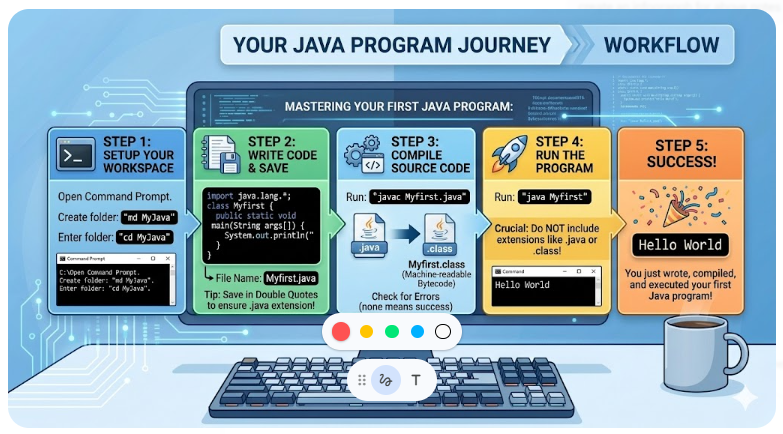 YOUR JAVA PROGRAM JOURNEY
WORKFLOW
MASTERING YOUR FIRST JAVA PROGRAM:
STEP 1:
SETUP YOUR
WORKSPACE
Open Command Prompt.
Create folder: "md MyJava"
Enter folder: "cd MyJava"
Command Prompt
C:\Open Command Prompt.
Create folder: "md MyJava".
Enter folder: "cd MyJava".
STEP 2:
WRITE CODE
& SAVE
import java.lang.*;
class Myfirst {
public static void
main(String args[]) {
System.out.println("
}
}
File Name: Myfirst.java
Tip: Save in Double Quotes
to ensure .java extension!
STEP 3:
COMPILE
SOURCE CODE
</>
Run: "javac Myfirst.java"
.java
.class
Myfirst.class
(Machine-readable
Bytecode)
Check for Errors
(none means success)
STEP 4:
RUN THE
PROGRAM
Run: "java Myfirst"
Crucial: Do NOT include
extensions like .java or
.class!
Command
Hello World
STEP 5:
SUCCESS!
Hello World
You just wrote, compiled,
and executed your first
Java program!
T